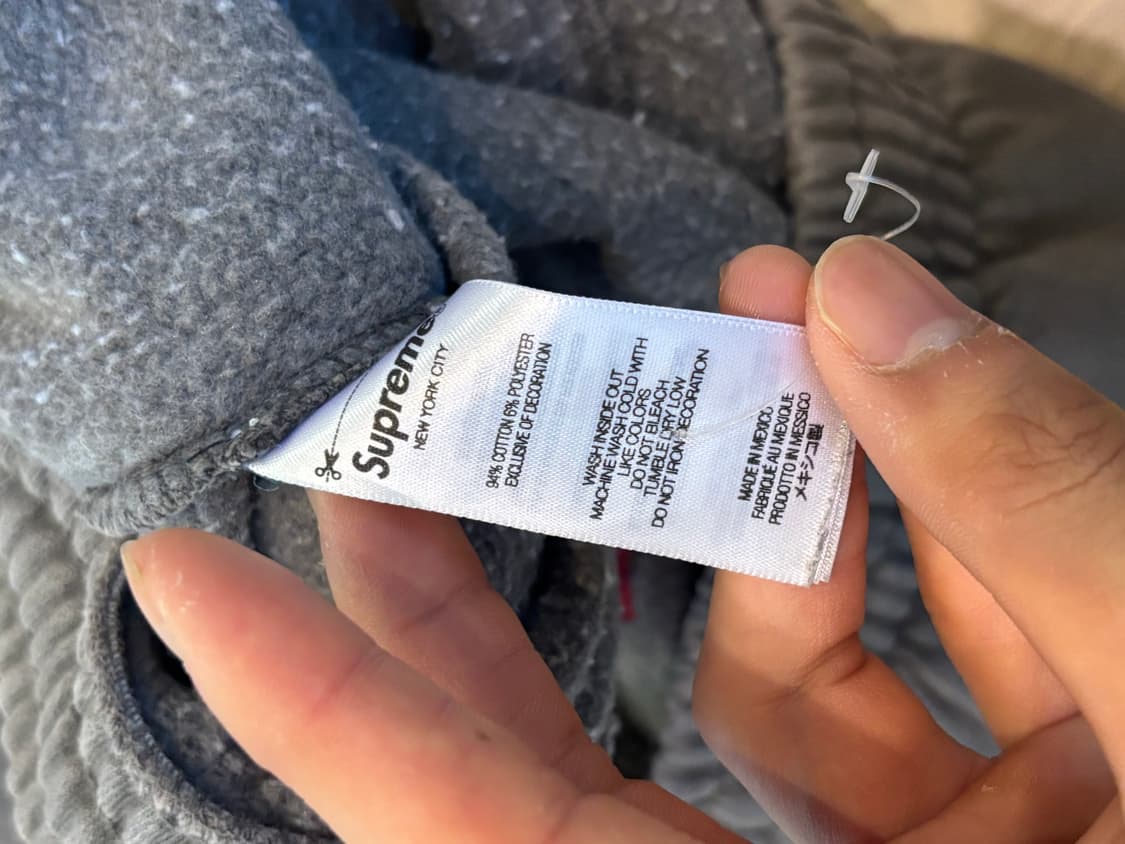 Supreme®
NEW YORK CITY
94% COTTON 6% POLYESTER
EXCLUSIVE OF DECORATION
WASH INSIDE OUT
MACHINE WASH COLD WITH
LIKE COLORS
DO NOT BLEACH
TUMBLE DRY LOW
DO NOT IRON DECORATION
MADE IN MEXICO
FABRIQUÉ AU MEXIQUE
PRODOTTO IN MESSICO
メキシコ製